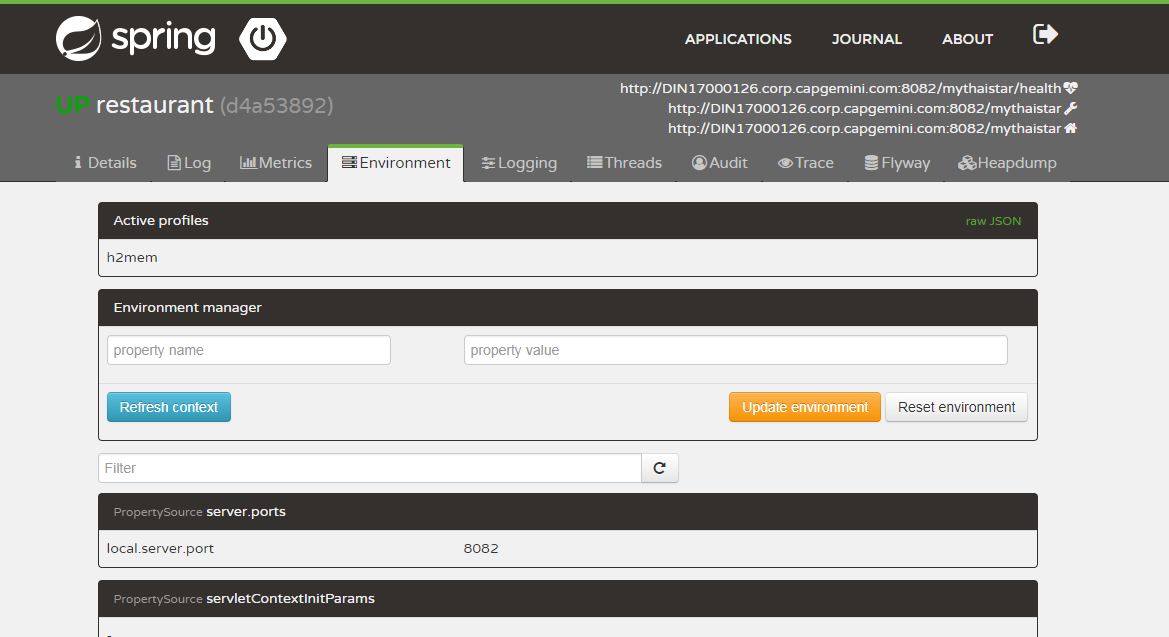 spring
APPLICATIONS JOURNAL ABOUT
UP restaurant (d4a53892)
http://DIN17000126.corp.capgemini.com:8082/mythaistar/health
http://DIN17000126.corp.capgemini.com:8082/mythaistar
http://DIN17000126.corp.capgemini.com:8082/mythaistar
Details Log Metrics Environment Logging Threads Audit Trace Flyway Heapdump
Active profiles raw JSON
h2mem
Environment manager
property name property value
Refresh context Update environment Reset environment
Filter
PropertySource server.ports
local.server.port 8082
PropertySource servletContextInitParams